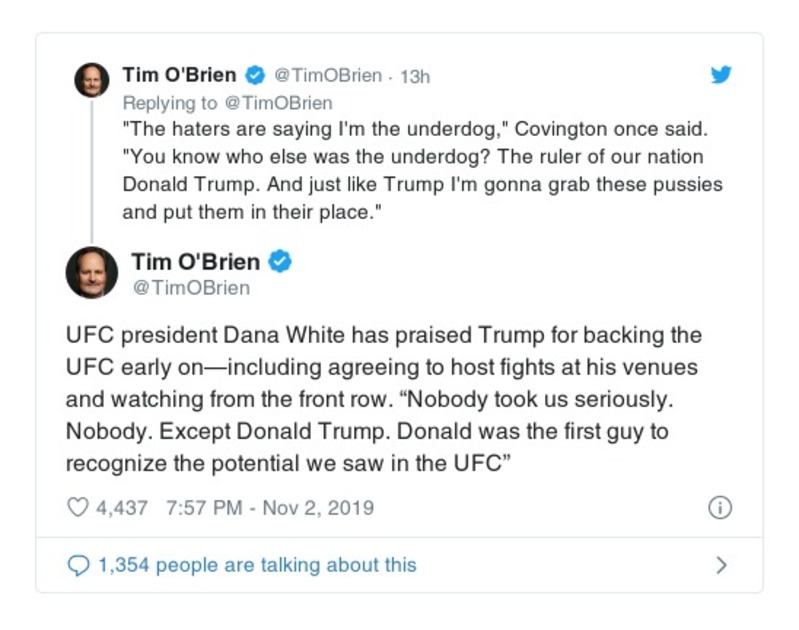 Tim O'Brien @TimOBrien · 13h
Replying to @TimOBrien
"The haters are saying I'm the underdog," Covington once said.
"You know who else was the underdog? The ruler of our nation
Donald Trump. And just like Trump I'm gonna grab these pussies
and put them in their place."
Tim O'Brien
@TimOBrien
UFC president Dana White has praised Trump for backing the
UFC early on—including agreeing to host fights at his venues
and watching from the front row. “Nobody took us seriously.
Nobody. Except Donald Trump. Donald was the first guy to
recognize the potential we saw in the UFC”
4,437 7:57 PM - Nov 2, 2019
1,354 people are talking about this